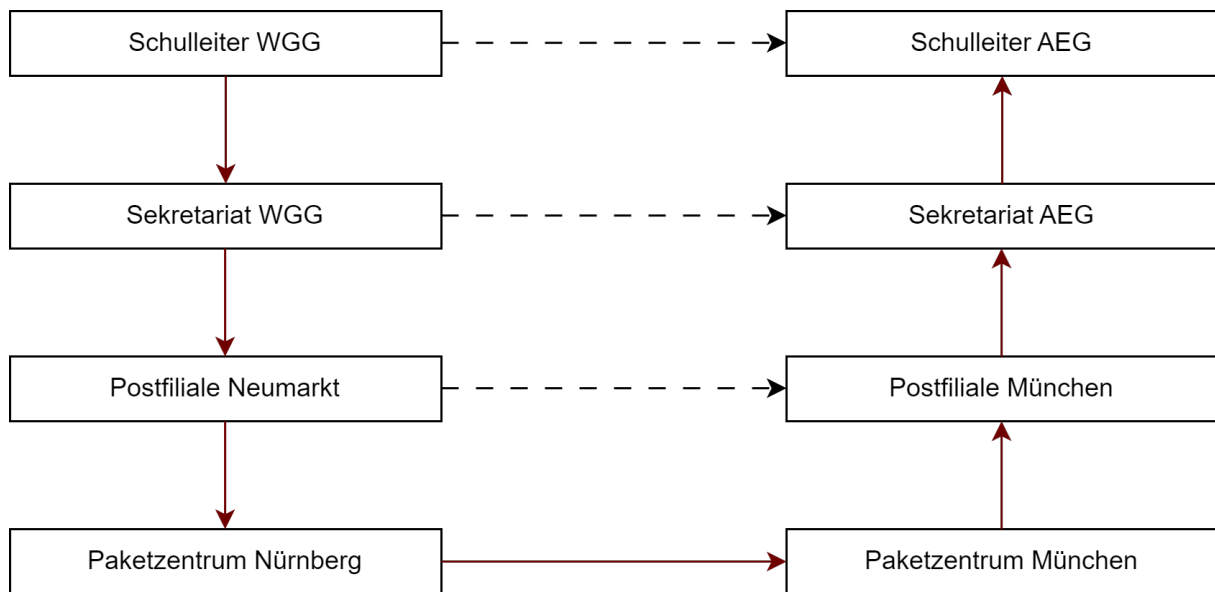 Schulleiter WGG
Schulleiter AEG
Sekretariat WGG
Sekretariat AEG
Postfiliale Neumarkt
Postfiliale München
Paketzentrum Nürnberg
Paketzentrum München